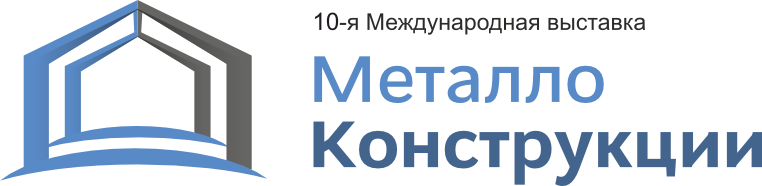 10-я Международная выставка
Металло
Конструкции